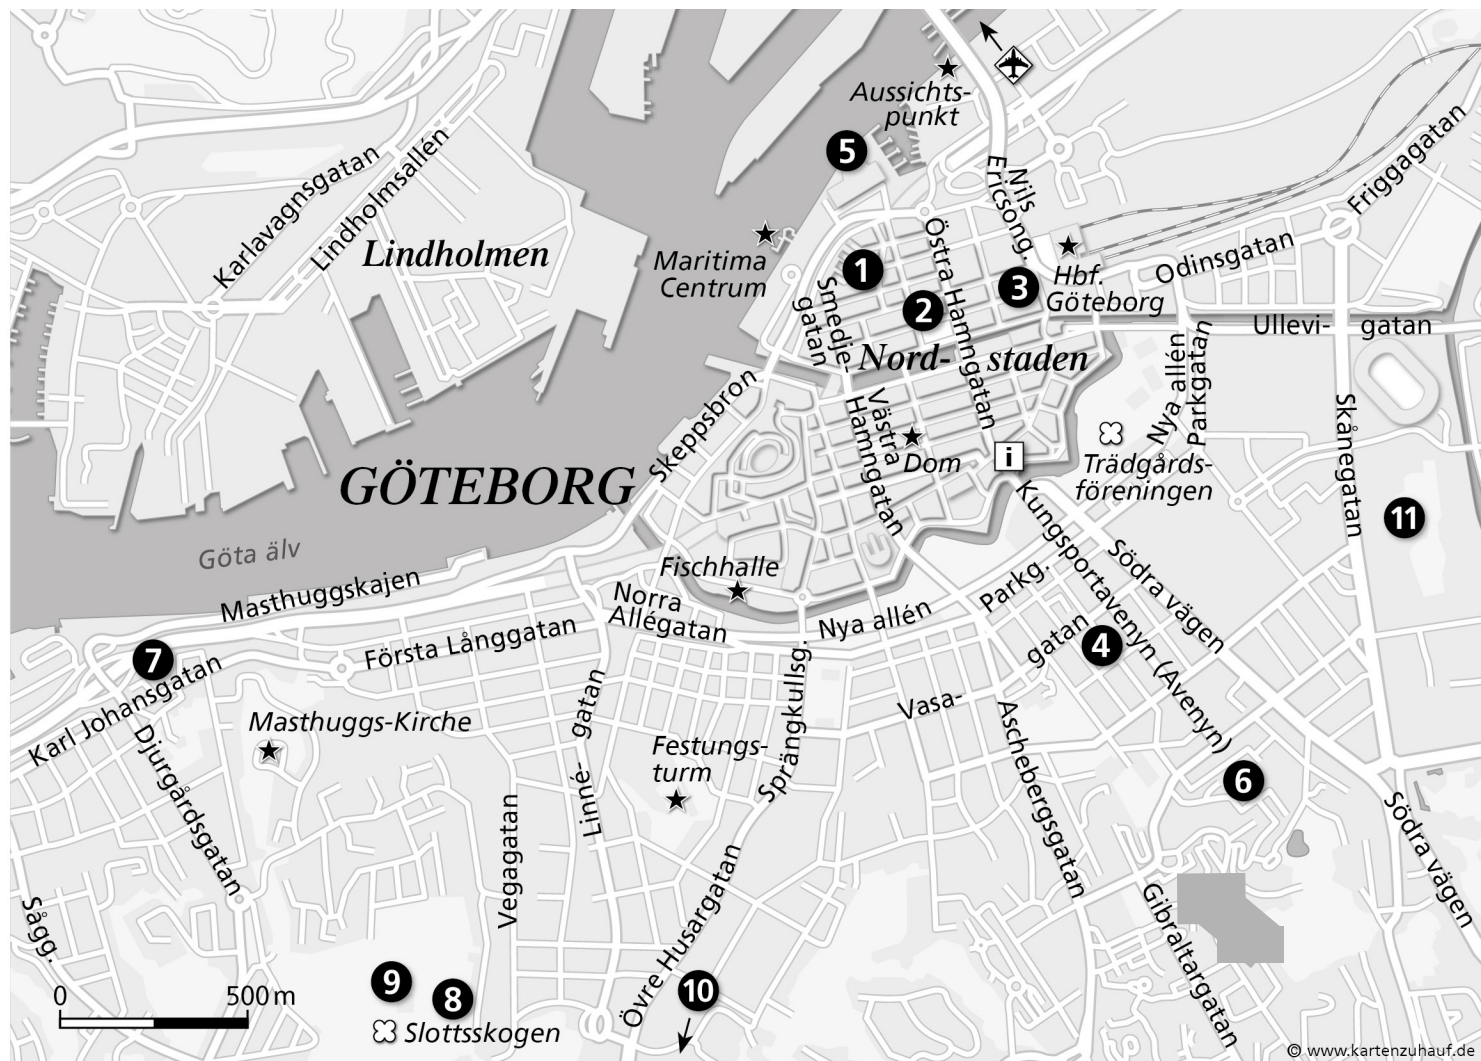 Aussichts-
punkt
5
Karlavagnsgatan
Lindholmsallén
Lindholmen
Nils
Ericsong.
Friggagatan
Maritima
Centrum
1
2
3
Östra Hamngatan
Hbf.
Göteborg
Odinsgatan
Smedje-
gatan
Ullevi-
gatan
Nord-
staden
Nya allén
Parkgatan
Skånegatan
Skeppsbron
Västra
Hamngatan
Dom
i
Trädgårds-
föreningen
GÖTEBORG
11
Göta älv
Masthuggskajen
Fischhalle
Norra
Allégatan
Första Långgatan
Nya allén
Parkg.
Kungsportavenyn (Avenyn)
Södra vägen
4
7
Karl Johansgatan
Vasa-
gatan
Masthuggs-Kirche
Djurgårdsgatan
Linné-
gatan
Festungs-
turm
Sprängkullsg.
Aschebergsgatan
6
Södra vägen
Vegagatan
Övre Husargatan
Gibraltargatan
Sågg.
0
500 m
9
8
10
Slottsskogen
© www.kartenzuhauf.de